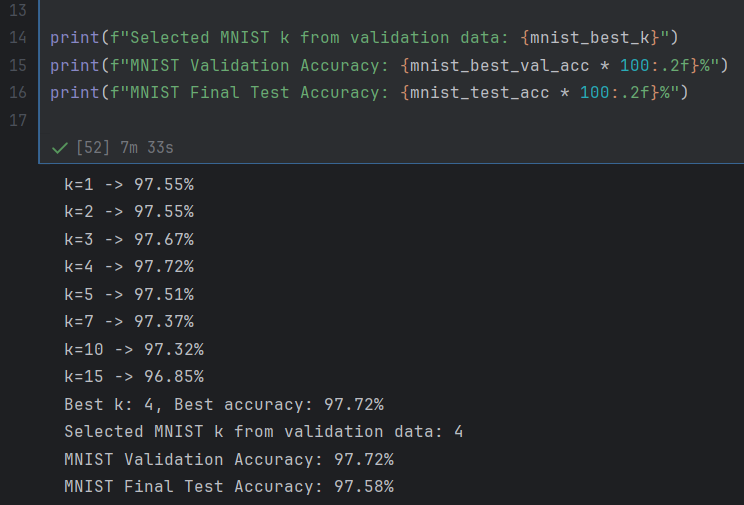 13
14 print(f"Selected MNIST k from validation data: {mnist_best_k}")
15 print(f"MNIST Validation Accuracy: {mnist_best_val_acc * 100:.2f}%")
16 print(f"MNIST Final Test Accuracy: {mnist_test_acc * 100:.2f}%")
17
[52] 7m 33s
k=1 -> 97.55%
k=2 -> 97.55%
k=3 -> 97.67%
k=4 -> 97.72%
k=5 -> 97.51%
k=7 -> 97.37%
k=10 -> 97.32%
k=15 -> 96.85%
Best k: 4, Best accuracy: 97.72%
Selected MNIST k from validation data: 4
MNIST Validation Accuracy: 97.72%
MNIST Final Test Accuracy: 97.58%